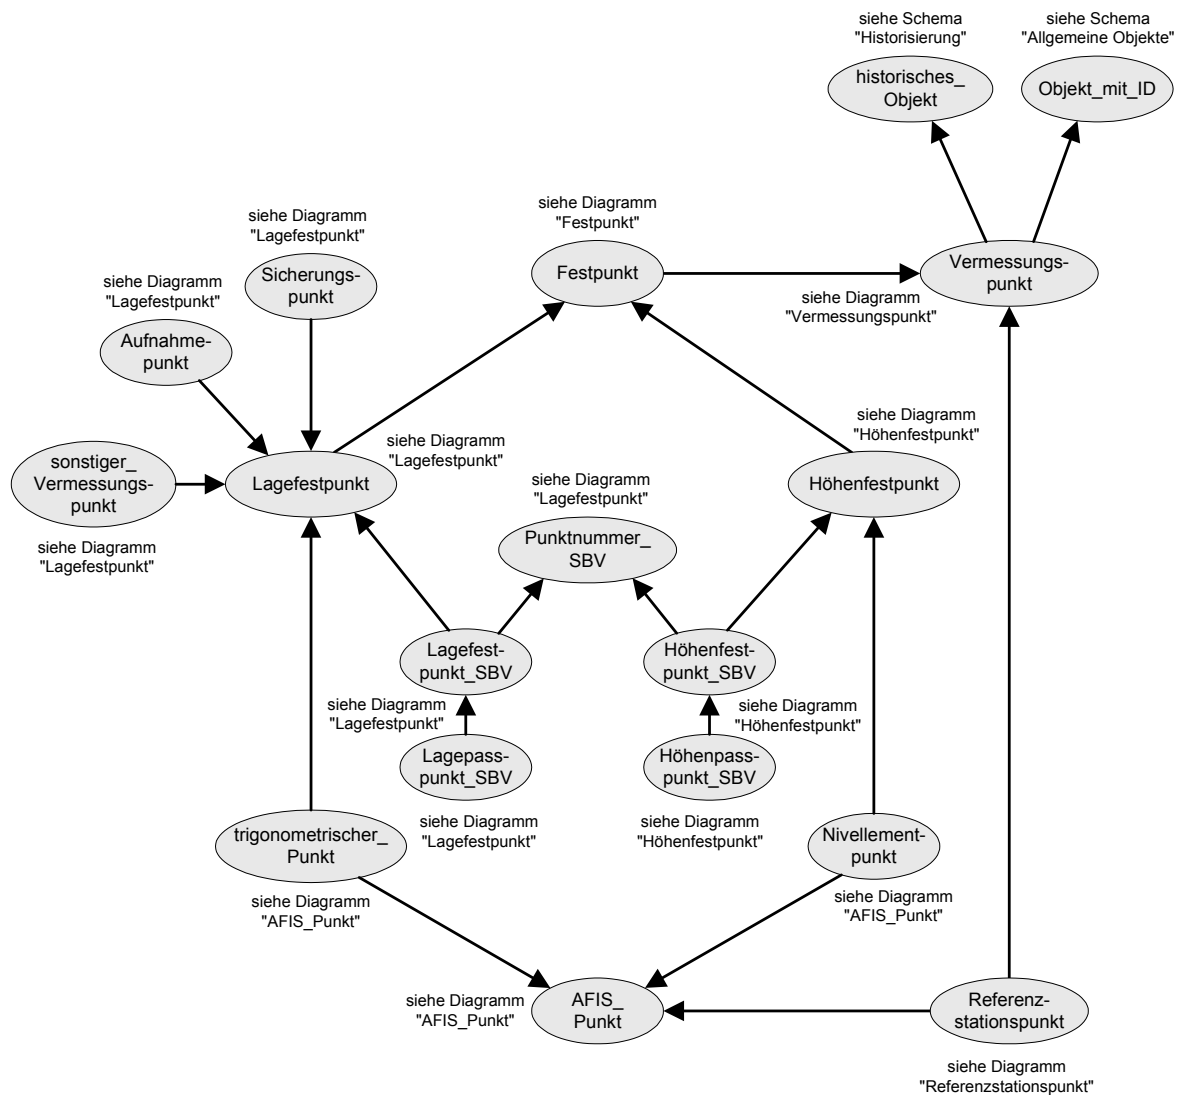 siehe Schema
"Historisierung"
siehe Schema
"Allgemeine Objekte"
historisches_
Objekt
Objekt_mit_ID
siehe Diagramm
"Festpunkt"
siehe Diagramm
"Lagefestpunkt"
Festpunkt
Vermessungs-
punkt
siehe Diagramm
"Vermessungspunkt"
Sicherungs-
punkt
siehe Diagramm
"Lagefestpunkt"
Aufnahme-
punkt
siehe Diagramm
"Lagefestpunkt"
siehe Diagramm
"Höhenfestpunkt"
sonstiger_
Vermessungs-
punkt
Lagefestpunkt
siehe Diagramm
"Lagefestpunkt"
Höhenfestpunkt
siehe Diagramm
"Lagefestpunkt"
Punktnummer_
SBV
Lagefest-
punkt_SBV
Höhenfest-
punkt_SBV
siehe Diagramm
"Lagefestpunkt"
siehe Diagramm
"Höhenfestpunkt"
Lagepass-
punkt_SBV
Höhenpass-
punkt_SBV
siehe Diagramm
"Lagefestpunkt"
siehe Diagramm
"Höhenfestpunkt"
trigonometrischer_
Punkt
Nivellement-
punkt
siehe Diagramm
"AFIS_Punkt"
siehe Diagramm
"AFIS_Punkt"
siehe Diagramm
"AFIS_Punkt"
AFIS_
Punkt
Referenz-
stationspunkt
siehe Diagramm
"Referenzstationspunkt"